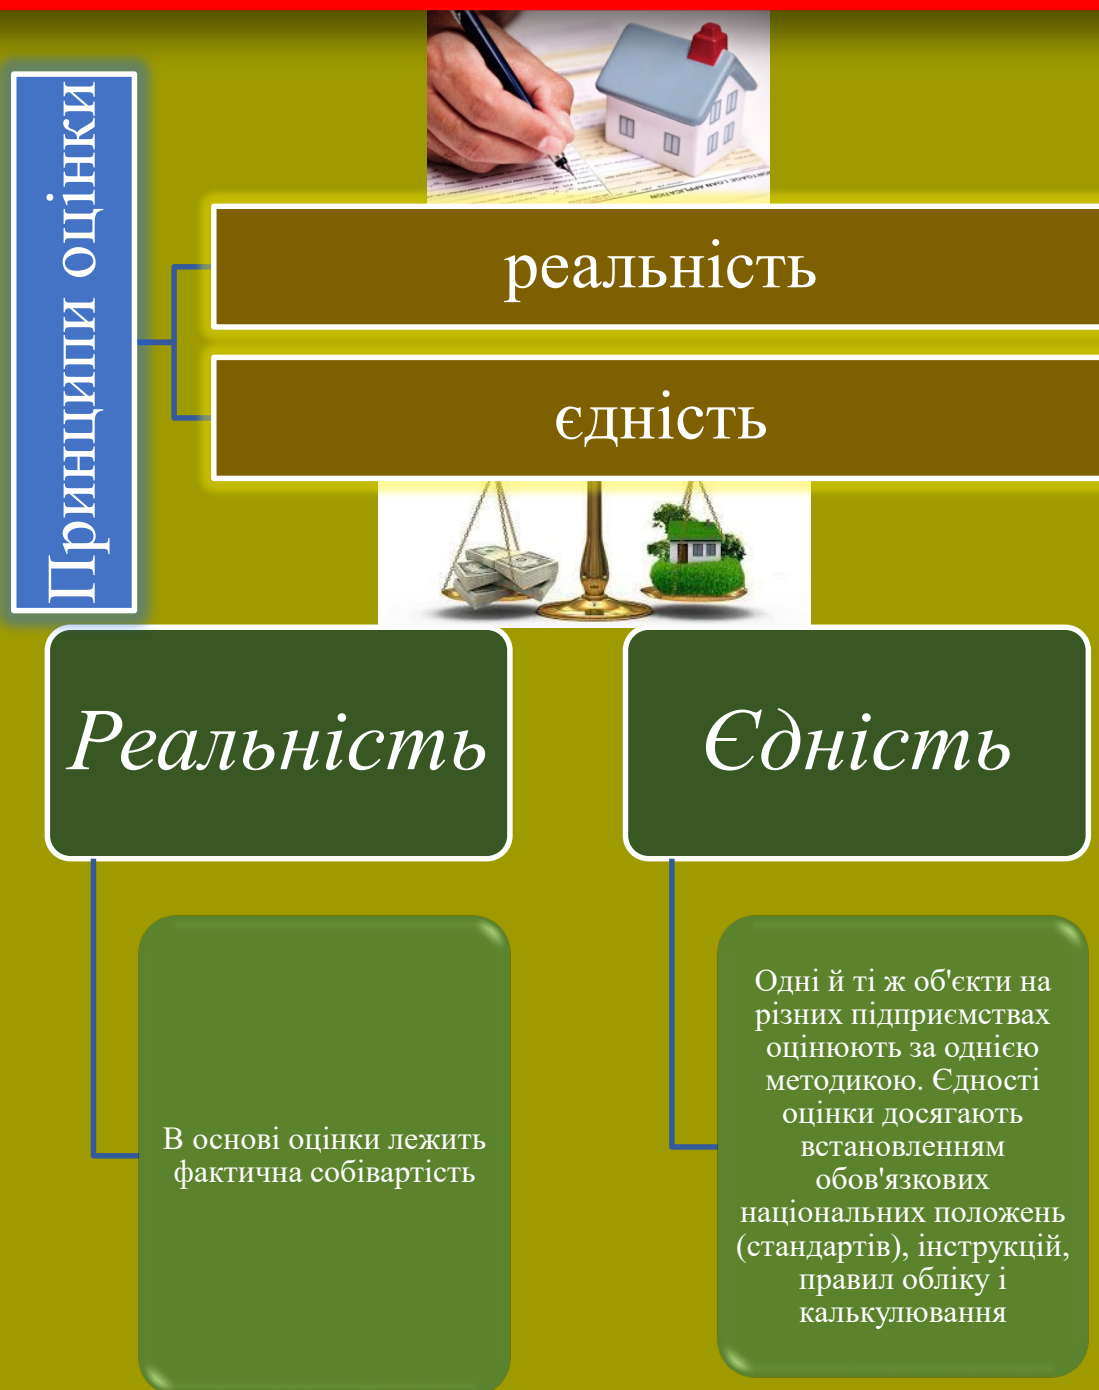 Принципи оцінки
реальність
єдність
Реальність
Єдність
В основі оцінки лежить
фактична собівартість
Одні й ті ж об'єкти на
різних підприємствах
оцінюють за однією
методикою. Єдності
оцінки досягають
встановленням
обов'язкових
національних положень
(стандартів), інструкцій,
правил обліку і
калькулювання